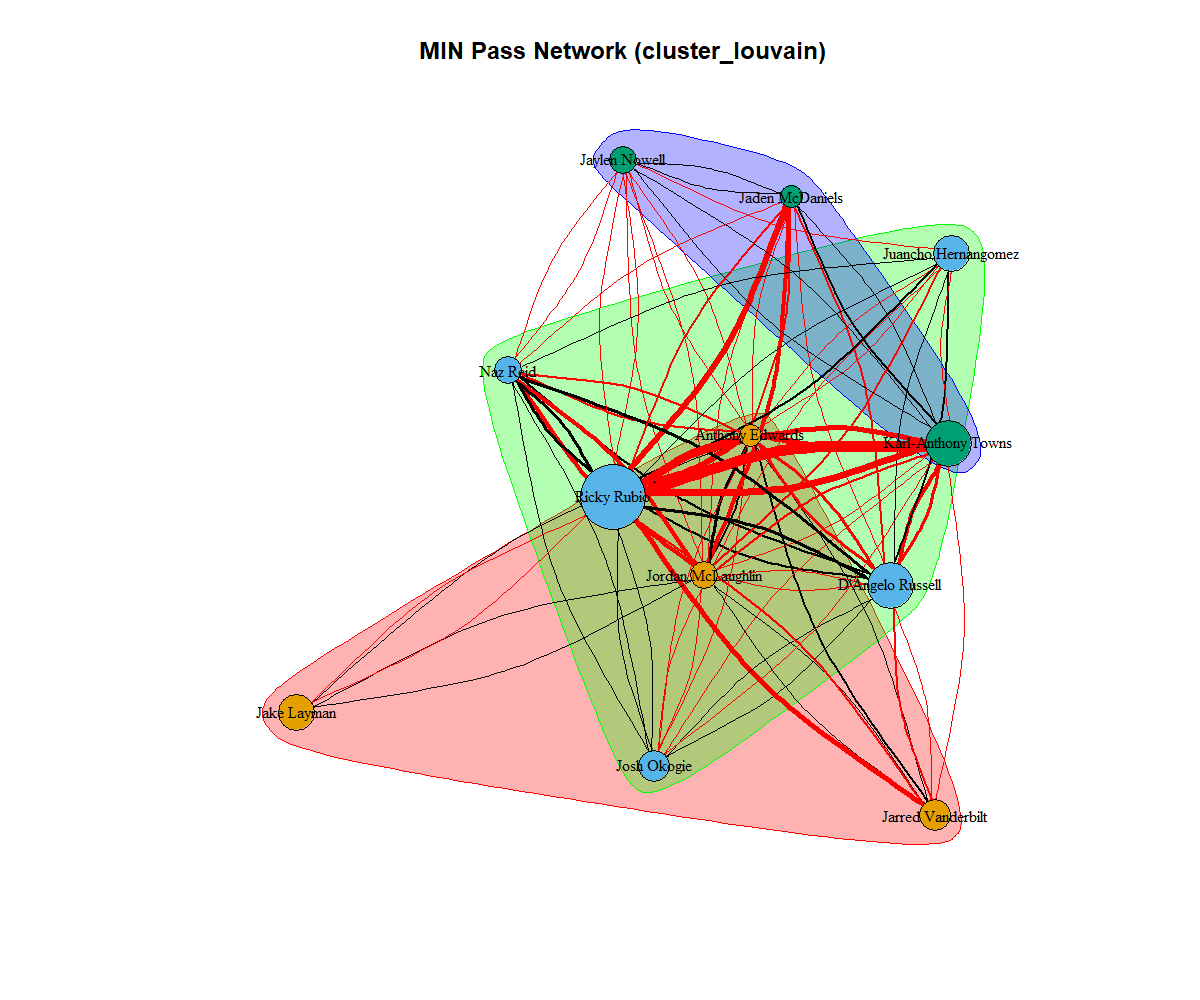 MIN Pass Network (cluster_louvain)
Jaylen Nowell
Jaden McDaniels
Juancho Hernangomez
Naz Reid
Anthony Edwards
Karl-Anthony Towns
Ricky Rubio
Jordan McLaughlin
D'Angelo Russell
Jake Layman
Josh Okogie
Jarred Vanderbilt